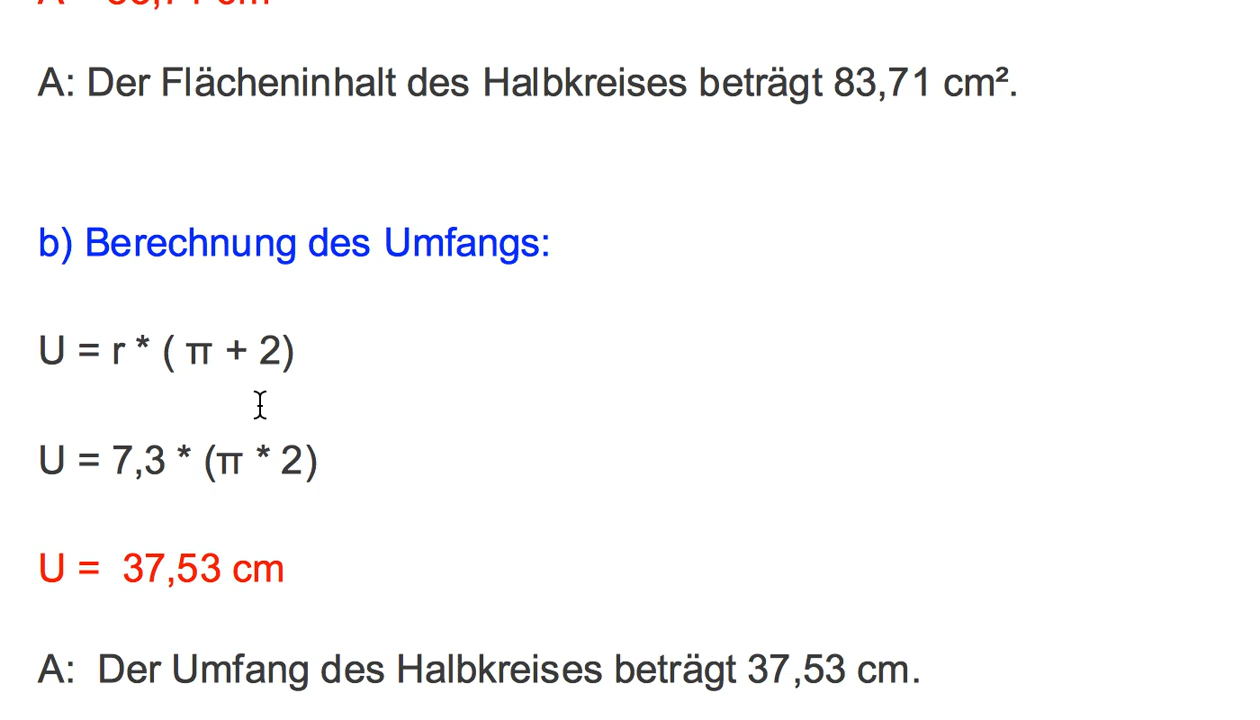 A: Der Flächeninhalt des Halbkreises beträgt 83,71 cm².
b) Berechnung des Umfangs:
U = r * ( π + 2)
U = 7,3 * (π * 2)
U = 37,53 cm
A: Der Umfang des Halbkreises beträgt 37,53 cm.